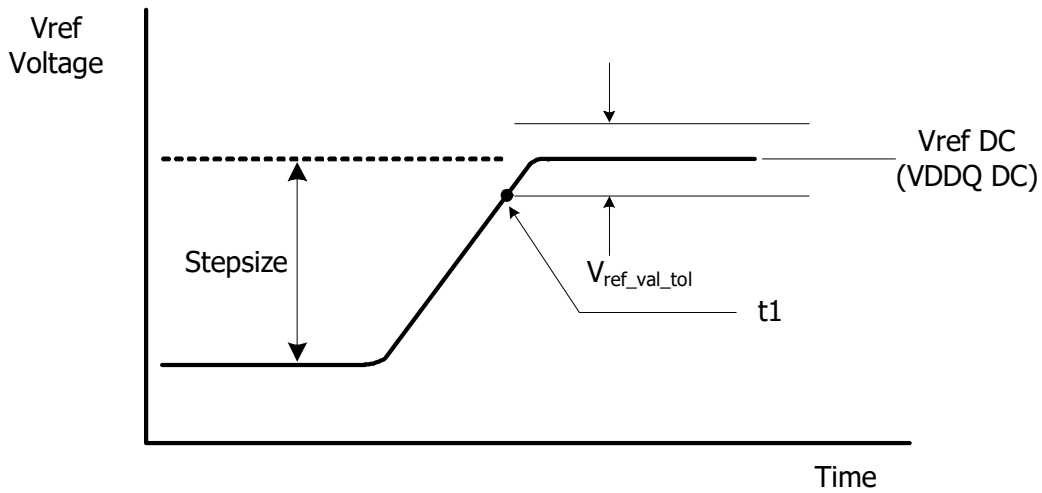 Vref
Voltage
Vref DC
(VDDQ DC)
Stepsize
Vref_val_tol
t1
Time